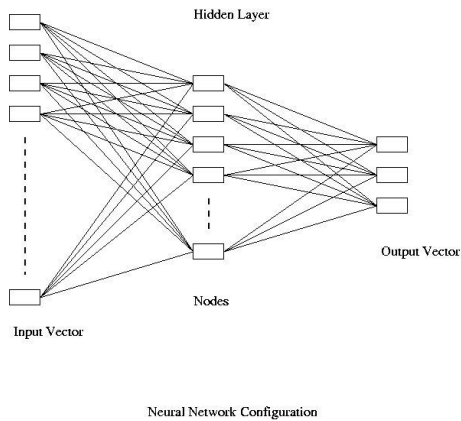 Hidden Layer
Output Vector
Nodes
Input Vector
Neural Network Configuration